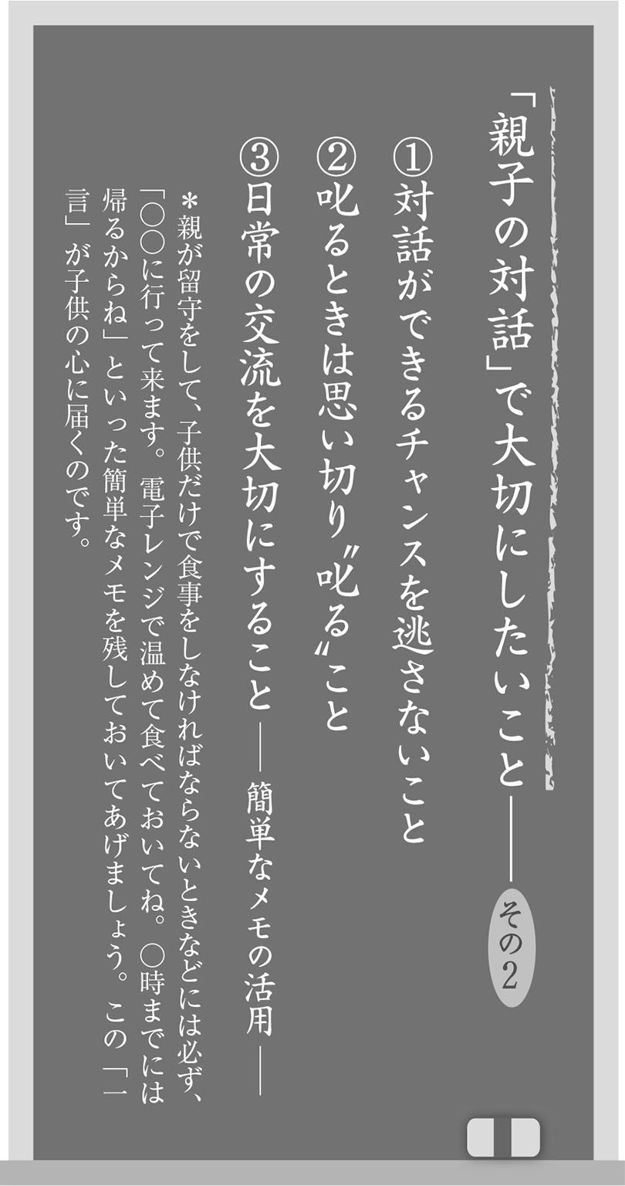 「親子の対話」で大切にしたいこと――その2
①対話ができるチャンスを逃さないこと
②叱るときは思い切り〝叱る〟こと
③日常の交流を大切にすること――簡単なメモの活用――
＊親が留守をして、子供だけで食事をしなければならないときなどには必ず、
「○○に行って来ます。電子レンジで温めて食べておいてね。○時までには
帰るからね」といった簡単なメモを残しておいてあげましょう。この「一
言」が子供の心に届くのです。